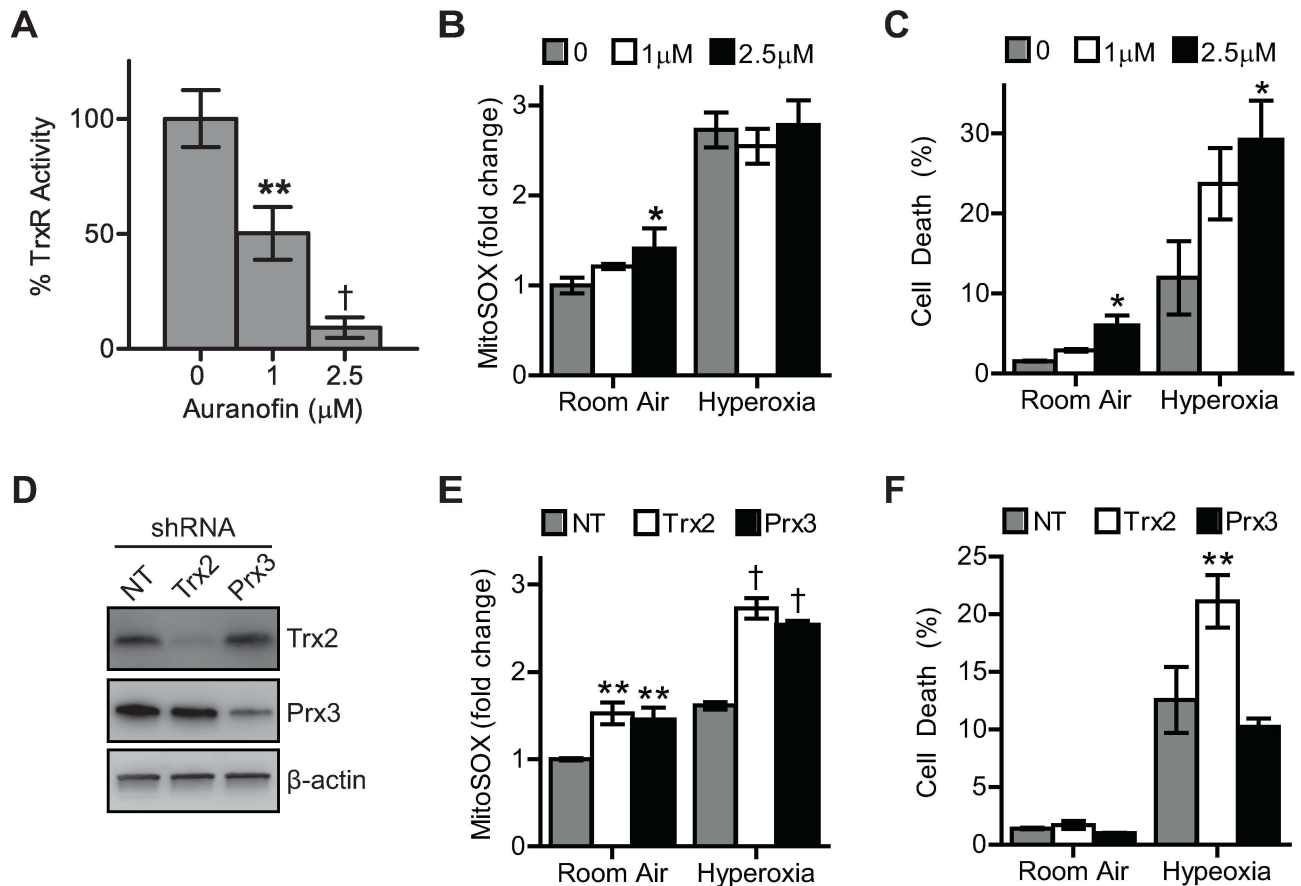 A
% TrxR Activity
100
50
0
**
†
0 1 2.5
Auranofin (µM)
B
0 1µM 2.5µM
MitoSOX (fold change)
3
2
1
0
*
Room Air Hyperoxia
C
0 1µM 2.5µM
Cell Death (%)
30
20
10
0
*
*
Room Air Hyperoxia
D
shRNA
NT Trx2 Prx3
Trx2
Prx3
β-actin
E
NT Trx2 Prx3
MitoSOX (fold change)
3
2
1
0
** **
† †
Room Air Hyperoxia
F
NT Trx2 Prx3
Cell Death (%)
25
20
15
10
5
0
**
Room Air Hypeoxia